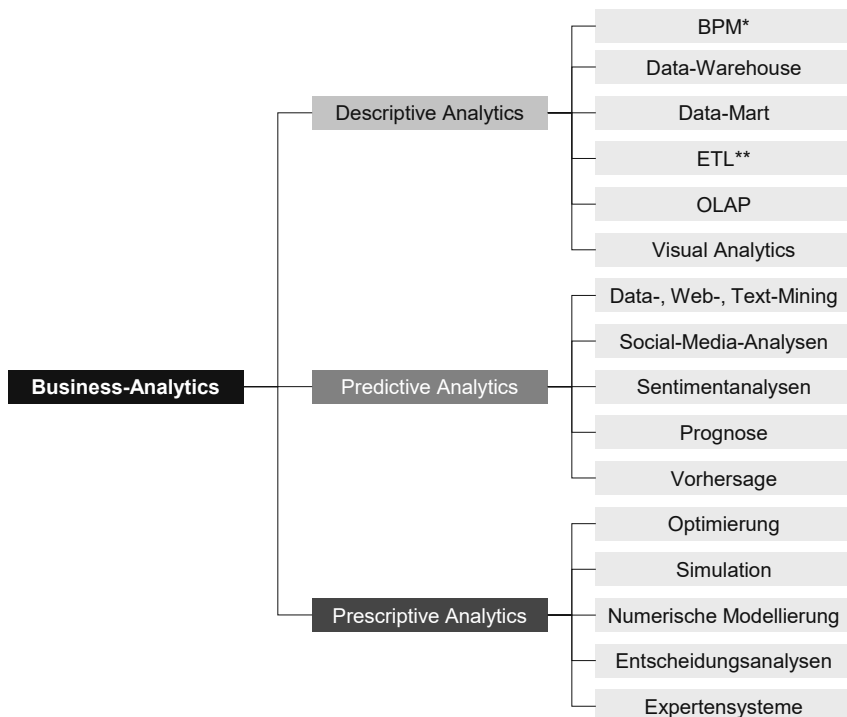 Business-Analytics
Descriptive Analytics
BPM*
Data-Warehouse
Data-Mart
ETL**
OLAP
Visual Analytics
Predictive Analytics
Data-, Web-, Text-Mining
Social-Media-Analysen
Sentimentanalysen
Prognose
Vorhersage
Prescriptive Analytics
Optimierung
Simulation
Numerische Modellierung
Entscheidungsanalysen
Expertensysteme